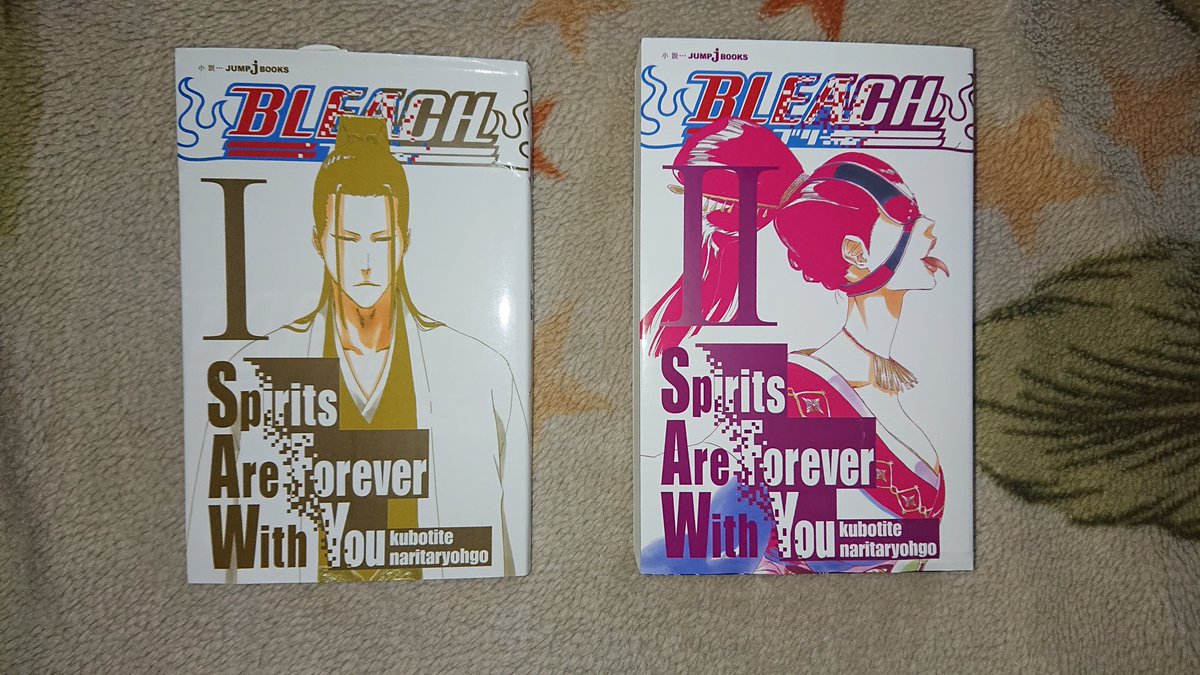 小説… JUMP j BOOKS
BLEACH
I
Spirits
Are Forever
With You
kubotite
naritaryohgo
小説… JUMP j BOOKS
BLEACH
II
Spirits
Are Forever
With You
kubotite
naritaryohgo